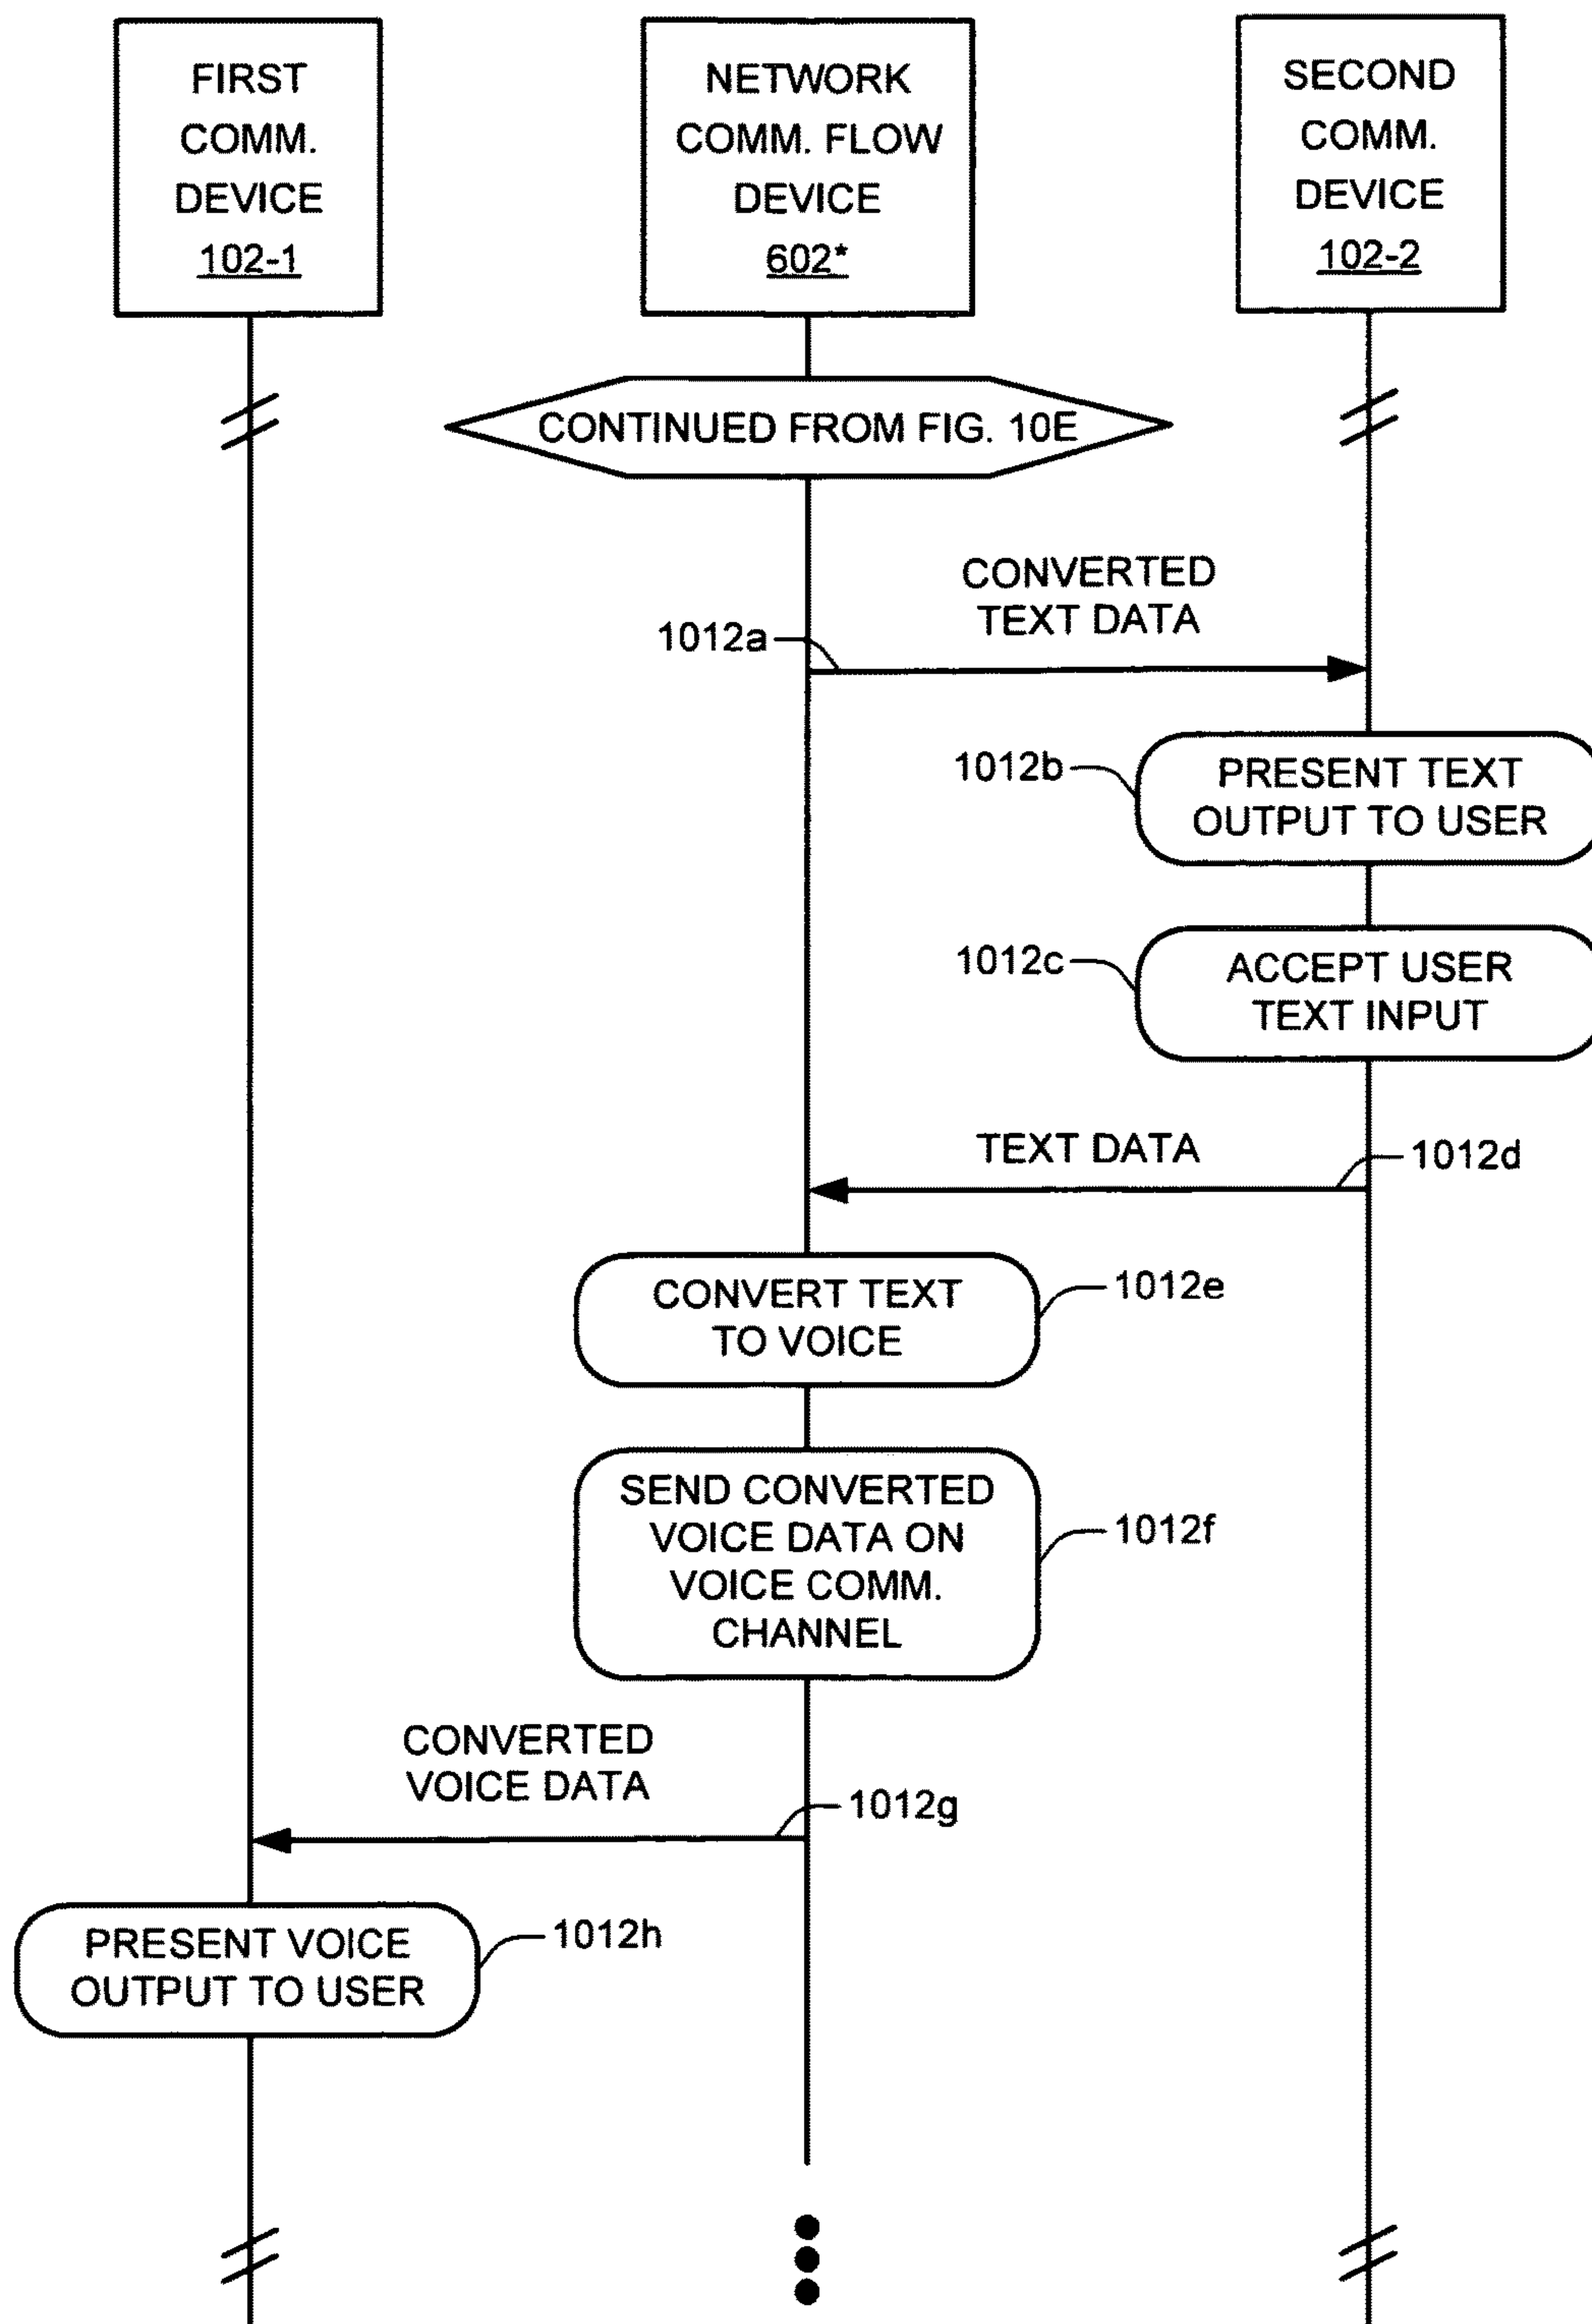 FIRST
COMM.
DEVICE
102-1
NETWORK
COMM. FLOW
DEVICE
602*
SECOND
COMM.
DEVICE
102-2
CONTINUED FROM FIG. 10E
CONVERTED
TEXT DATA
1012a
1012b
PRESENT TEXT
OUTPUT TO USER
1012c
ACCEPT USER
TEXT INPUT
TEXT DATA
1012d
CONVERT TEXT
TO VOICE
1012e
SEND CONVERTED
VOICE DATA ON
VOICE COMM.
CHANNEL
1012f
CONVERTED
VOICE DATA
1012g
PRESENT VOICE
OUTPUT TO USER
1012h